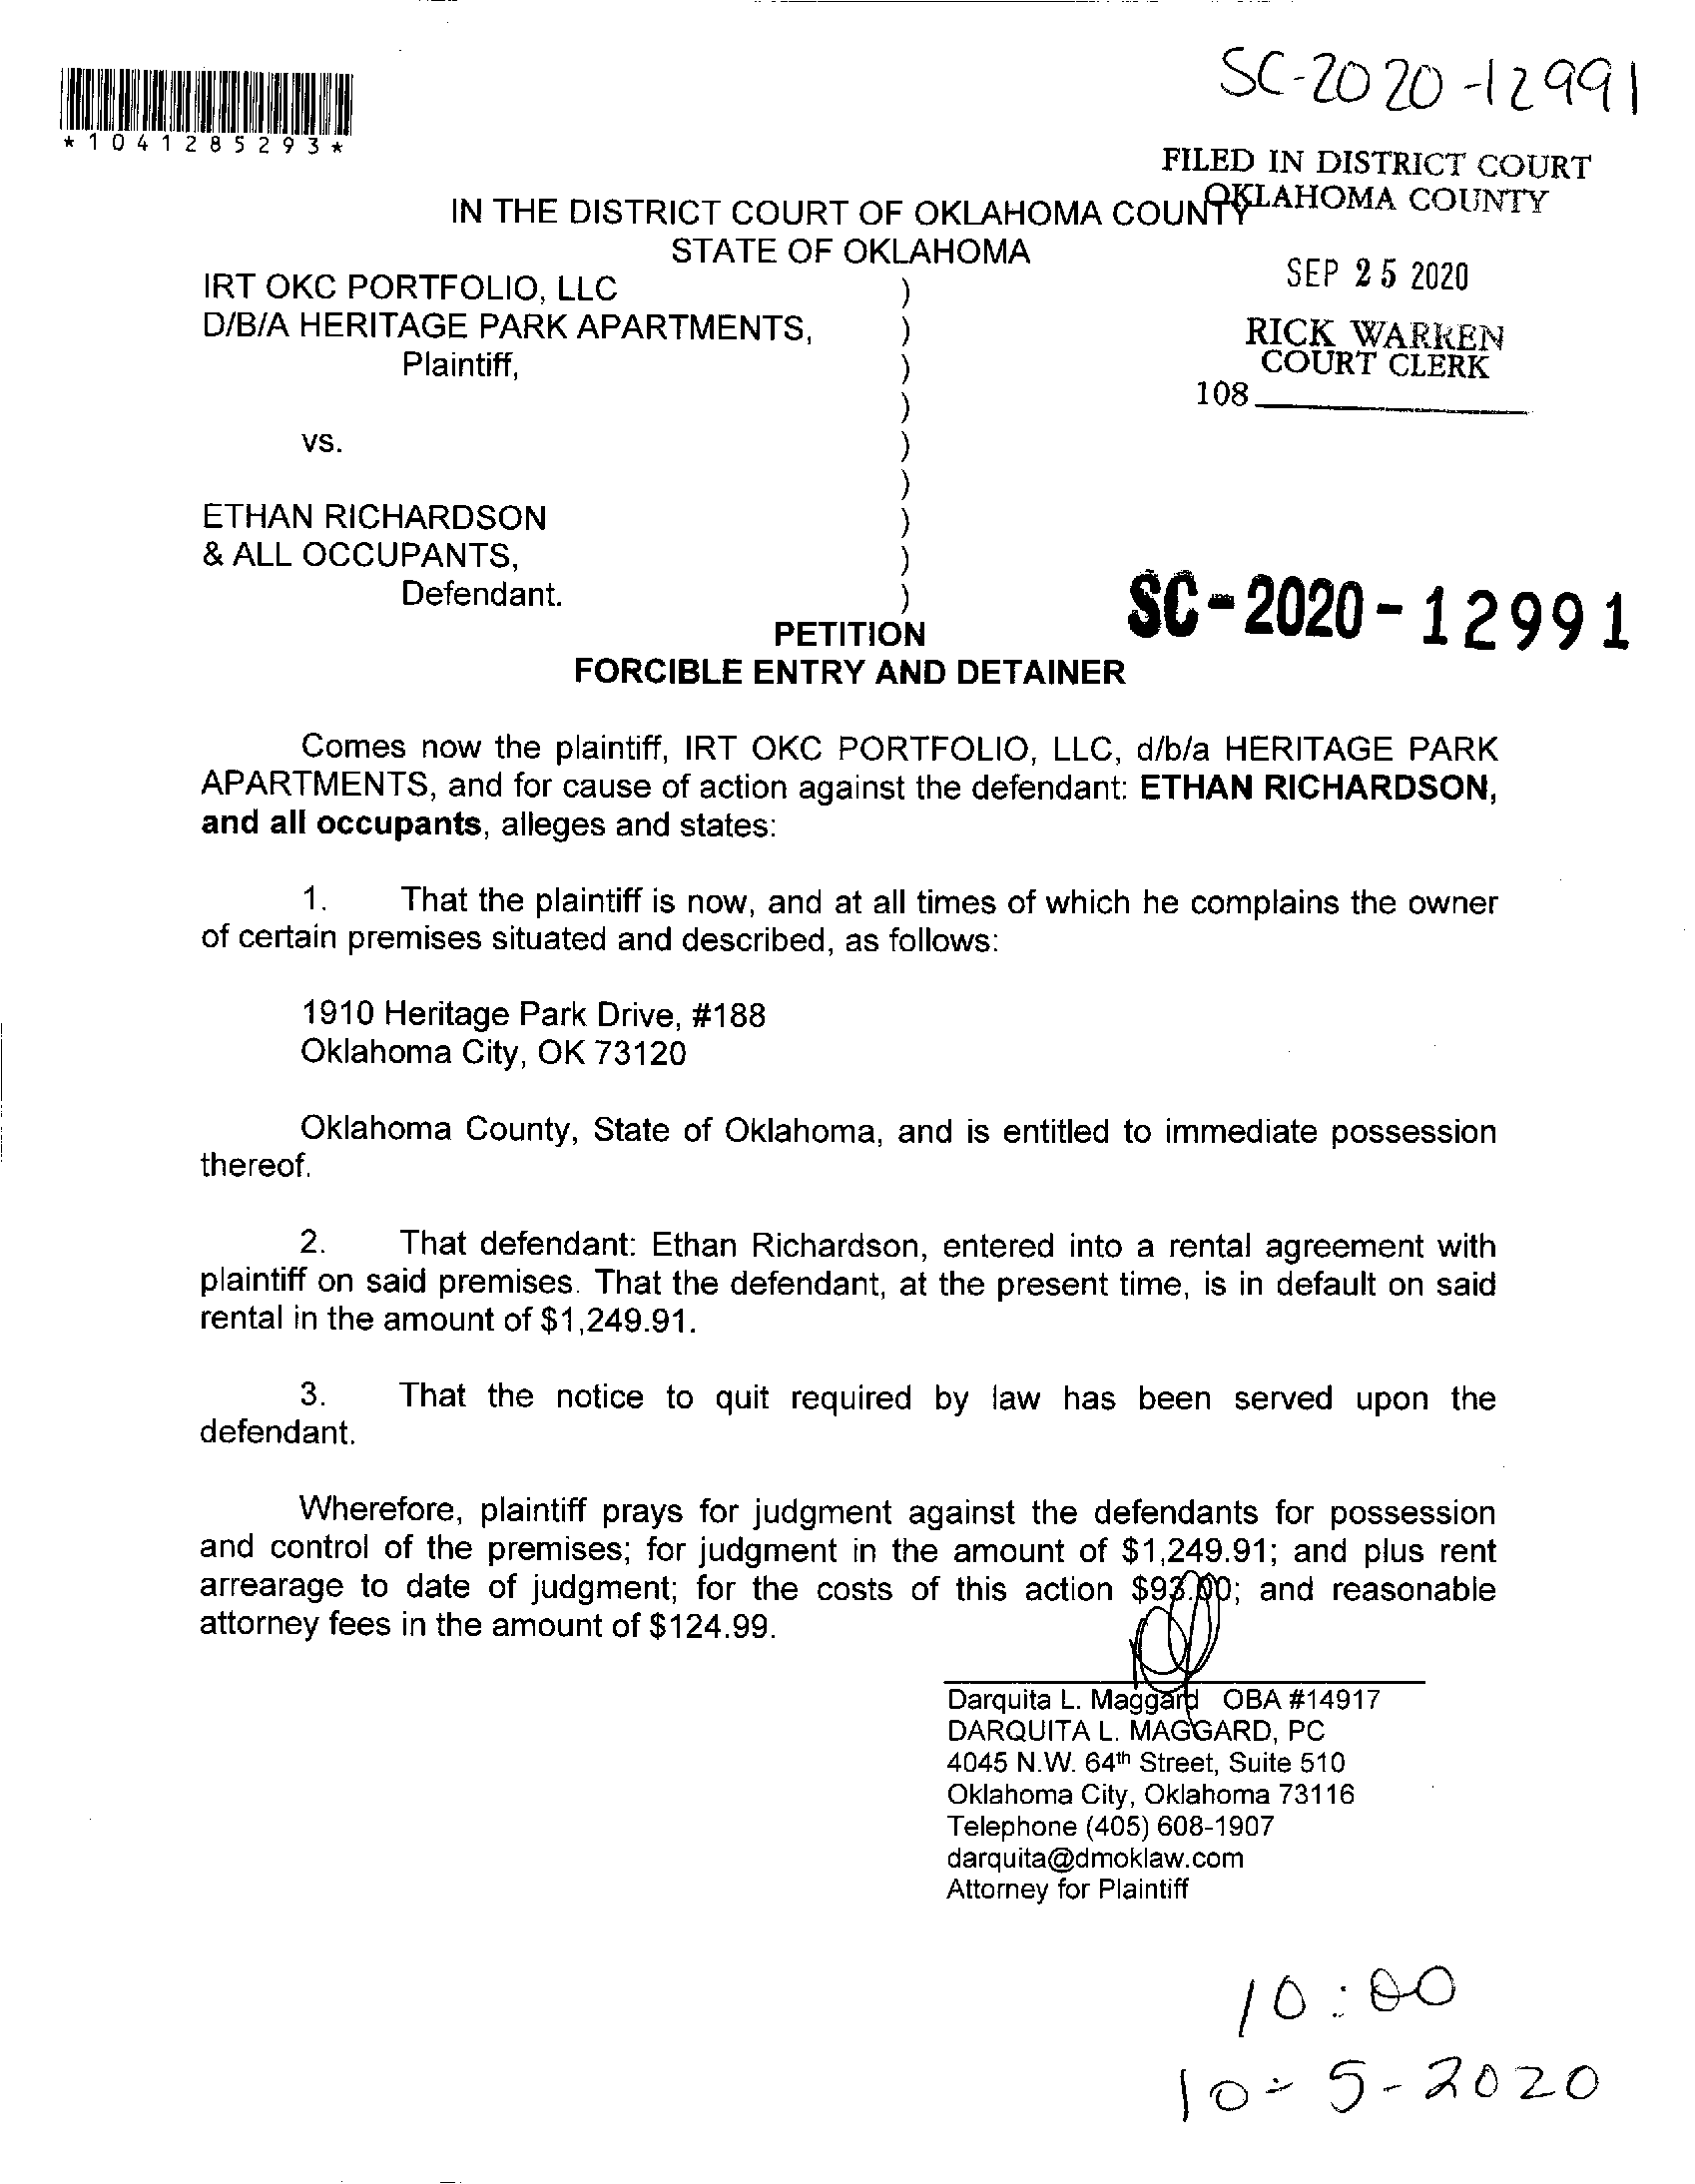 SC-2020-12991
*1041285293*
FILED IN DISTRICT COURT
OKLAHOMA COUNTY
IN THE DISTRICT COURT OF OKLAHOMA COUNTY
STATE OF OKLAHOMA
SEP 25 2020
IRT OKC PORTFOLIO, LLC )
D/B/A HERITAGE PARK APARTMENTS, )
RICK WARREN
Plaintiff, )
COURT CLERK
108
)
vs. )
)
ETHAN RICHARDSON )
& ALL OCCUPANTS, )
Defendant. )
SC-2020-12991
PETITION
FORCIBLE ENTRY AND DETAINER
Comes now the plaintiff, IRT OKC PORTFOLIO, LLC, d/b/a HERITAGE PARK
APARTMENTS, and for cause of action against the defendant: ETHAN RICHARDSON,
and all occupants, alleges and states:
1. That the plaintiff is now, and at all times of which he complains the owner
of certain premises situated and described, as follows:
1910 Heritage Park Drive, #188
Oklahoma City, OK 73120
Oklahoma County, State of Oklahoma, and is entitled to immediate possession
thereof.
2. That defendant: Ethan Richardson, entered into a rental agreement with
plaintiff on said premises. That the defendant, at the present time, is in default on said
rental in the amount of $1,249.91.
3. That the notice to quit required by law has been served upon the
defendant.
Wherefore, plaintiff prays for judgment against the defendants for possession
and control of the premises; for judgment in the amount of $1,249.91; and plus rent
arrearage to date of judgment; for the costs of this action $93.00; and reasonable
attorney fees in the amount of $124.99.
Darquita L. Maggard OBA #14917
DARQUITA L. MAGGARD, PC
4045 N.W. 64th Street, Suite 510
Oklahoma City, Oklahoma 73116
Telephone (405) 608-1907
darquita@dmoklaw.com
Attorney for Plaintiff
10:00
10-5-2020